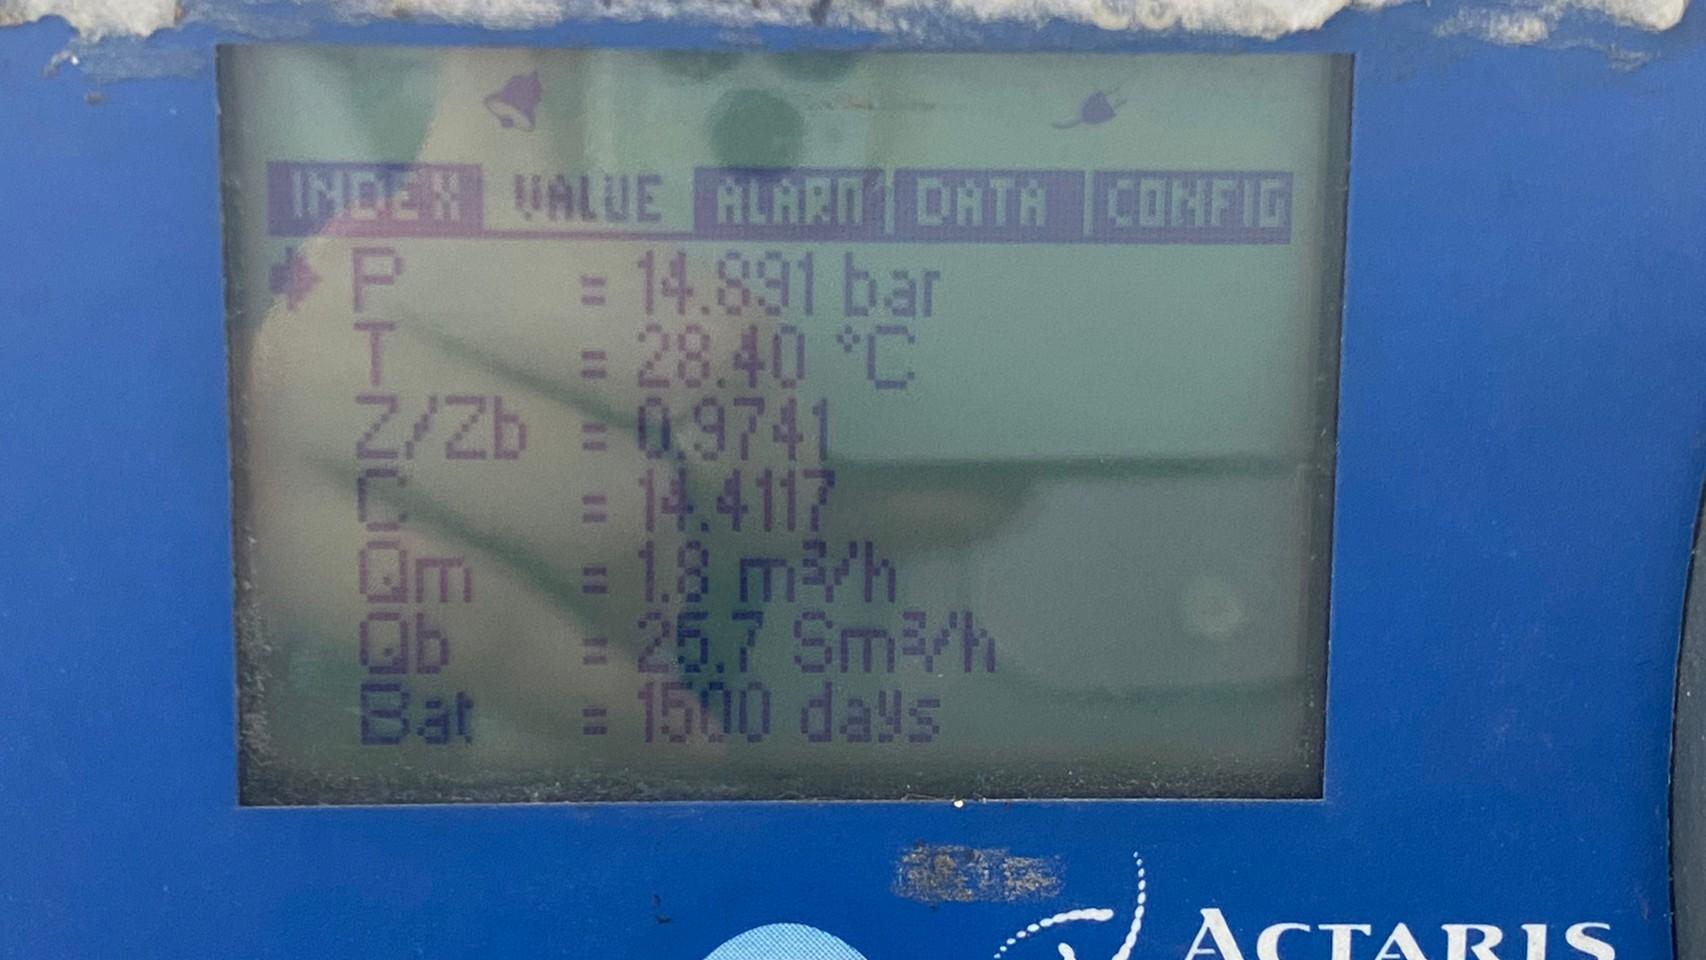 INDEX VALUE ALARM DATA CONFIG
P = 14.891 bar
T = 28.40 °C
Z/Zb = 0.9741
C = 14.4117
Qm = 1.8 m³/h
Qb = 25.7 Sm³/h
Bat = 1500 days
ACTARIS